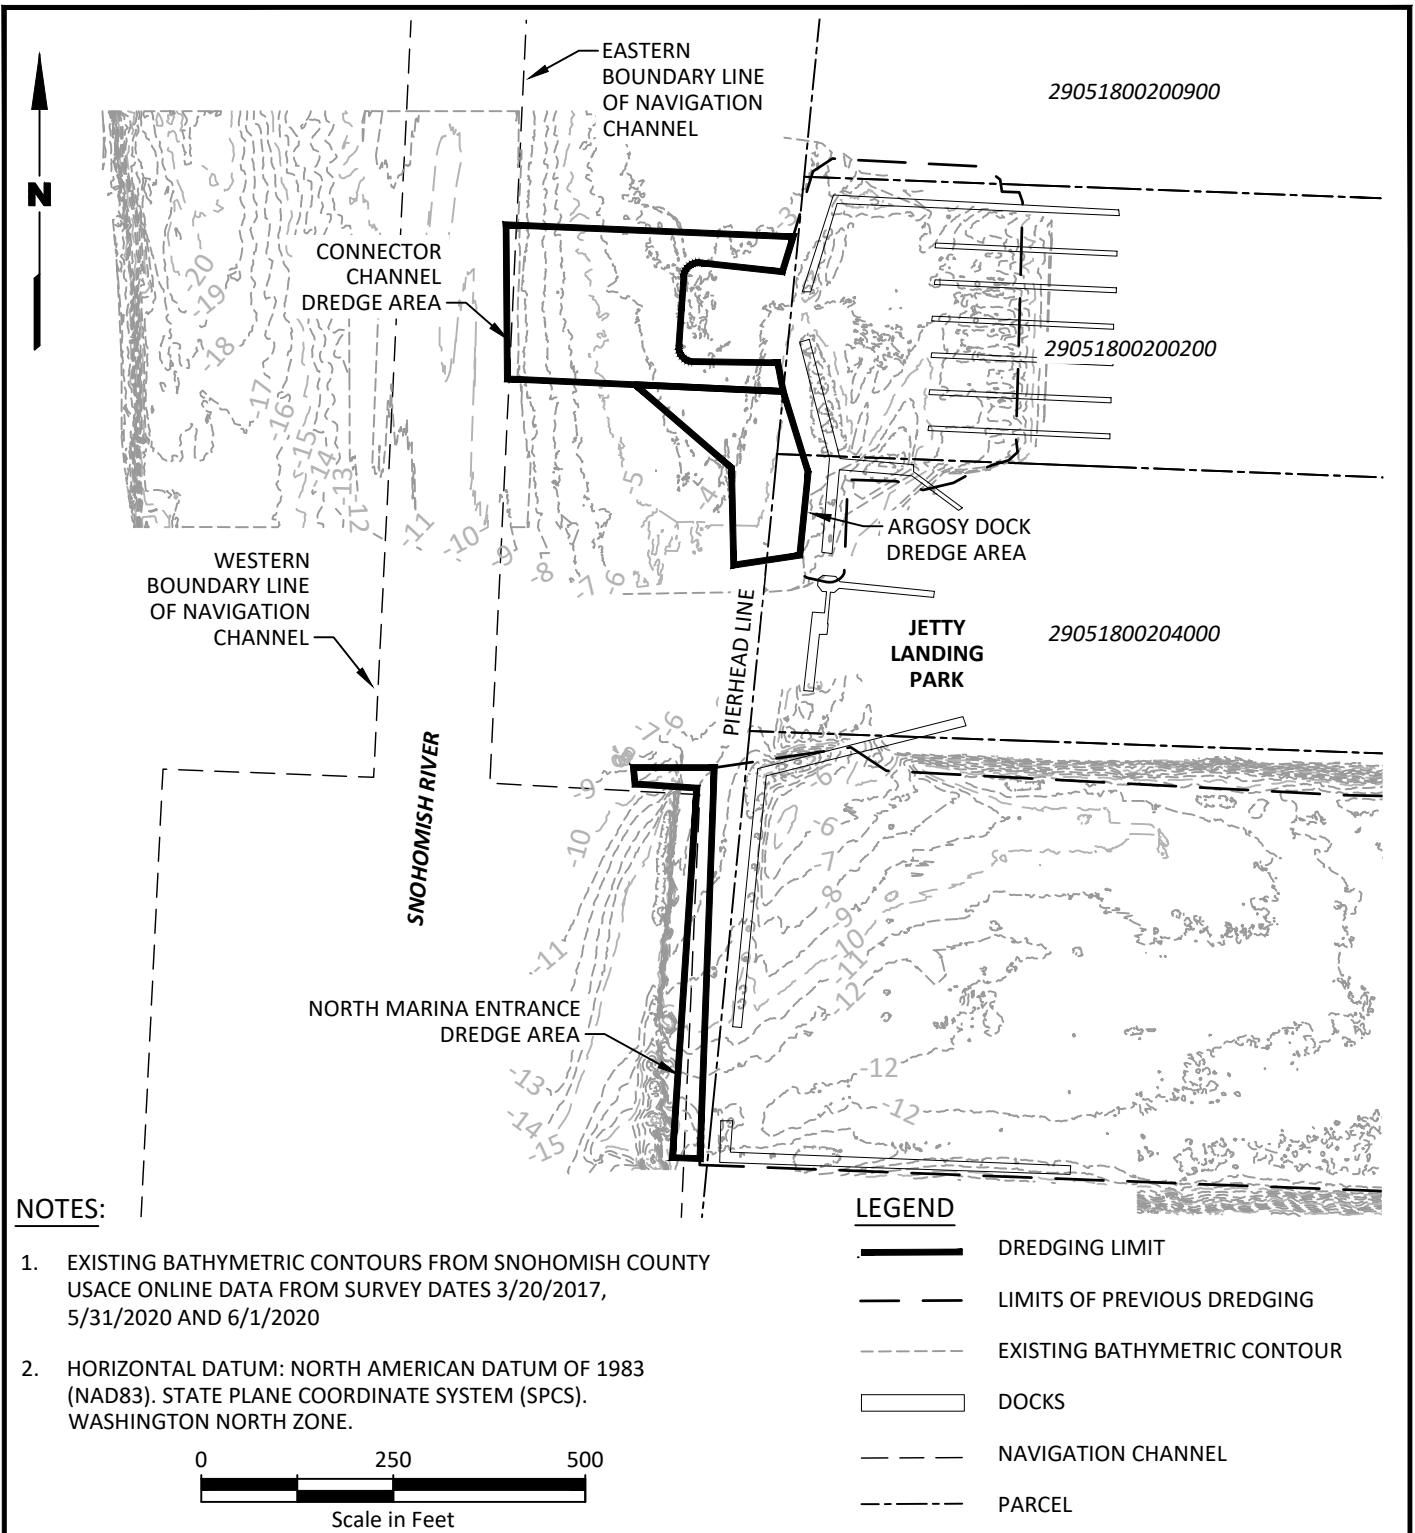 EASTERN
BOUNDARY LINE
OF NAVIGATION
CHANNEL
29051800200900
N
-3
CONNECTOR
CHANNEL
DREDGE AREA
-20
-19
-18
-17
-16
-15
-14
-13
-12
-11
-10
-9
-8
-7
-6
-5
-4
29051800200200
ARGOSY DOCK
DREDGE AREA
WESTERN
BOUNDARY LINE
OF NAVIGATION
CHANNEL
PIERHEAD LINE
JETTY
LANDING
PARK
29051800204000
SNOHOMISH RIVER
-6
-7
-9
-10
-11
-13
-14
-15
-6
-6
-7
-8
-9
-10
-11
-12
-12
-12
NORTH MARINA ENTRANCE
DREDGE AREA
NOTES:
1. EXISTING BATHYMETRIC CONTOURS FROM SNOHOMISH COUNTY
USACE ONLINE DATA FROM SURVEY DATES 3/20/2017,
5/31/2020 AND 6/1/2020
2. HORIZONTAL DATUM: NORTH AMERICAN DATUM OF 1983
(NAD83). STATE PLANE COORDINATE SYSTEM (SPCS).
WASHINGTON NORTH ZONE.
0 250 500
Scale in Feet
LEGEND
DREDGING LIMIT
LIMITS OF PREVIOUS DREDGING
EXISTING BATHYMETRIC CONTOUR
DOCKS
NAVIGATION CHANNEL
PARCEL